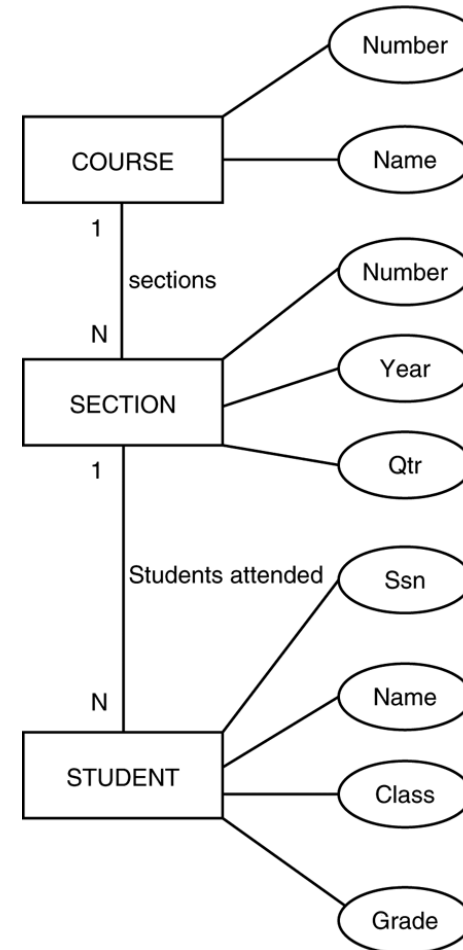 Number
COURSE
Name
1
sections
Number
N
Year
SECTION
Qtr
1
Students attended
Ssn
Name
N
STUDENT
Class
Grade